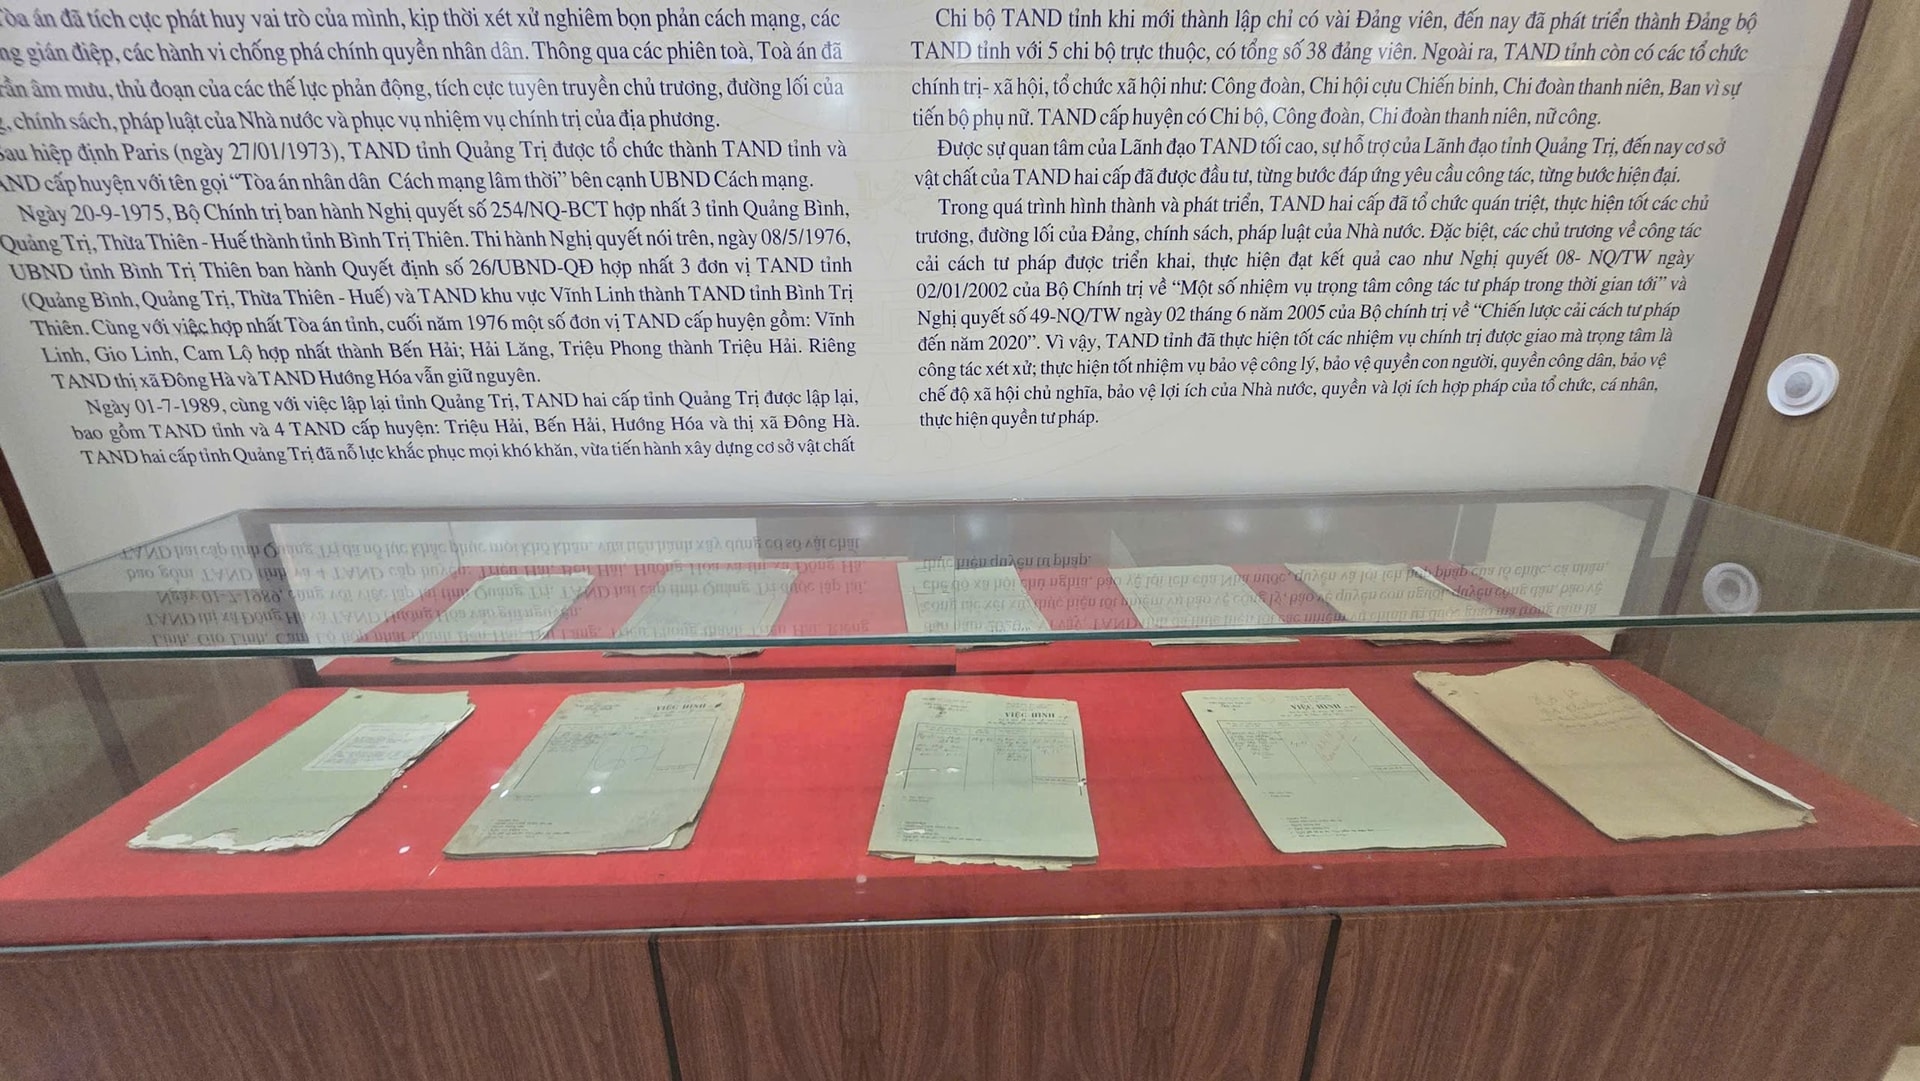 òa án đã tích cực phát huy vai trò của mình, kịp thời xét xử nghiêm bọn phản cách mạng, các
ng gián điệp, các hành vi chống phá chính quyền nhân dân. Thông qua các phiên toà, Toà án đã
rần âm mưu, thủ đoạn của các thế lực phản động, tích cực tuyên truyền chủ trương, đường lối của
g, chính sách, pháp luật của Nhà nước và phục vụ nhiệm vụ chính trị của địa phương.
Sau hiệp định Paris (ngày 27/01/1973), TAND tỉnh Quảng Trị được tổ chức thành TAND tỉnh và
AND cấp huyện với tên gọi “Tòa án nhân dân Cách mạng lâm thời” bên cạnh UBND Cách mạng.
Ngày 20-9-1975, Bộ Chính trị ban hành Nghị quyết số 254/NQ-BCT hợp nhất 3 tỉnh Quảng Bình,
Quảng Trị, Thừa Thiên - Huế thành tỉnh Bình Trị Thiên. Thi hành Nghị quyết nói trên, ngày 08/5/1976,
UBND tỉnh Bình Trị Thiên ban hành Quyết định số 26/UBND-QĐ hợp nhất 3 đơn vị TAND tỉnh
(Quảng Bình, Quảng Trị, Thừa Thiên - Huế) và TAND khu vực Vĩnh Linh thành TAND tỉnh Bình Trị
Thiên. Cùng với việc hợp nhất Tòa án tỉnh, cuối năm 1976 một số đơn vị TAND cấp huyện gồm: Vĩnh
Linh, Gio Linh, Cam Lộ hợp nhất thành Bến Hải; Hải Lăng, Triệu Phong thành Triệu Hải. Riêng
TAND thị xã Đông Hà và TAND Hướng Hóa vẫn giữ nguyên.
Ngày 01-7-1989, cùng với việc lập lại tỉnh Quảng Trị, TAND hai cấp tỉnh Quảng Trị được lập lại,
bao gồm TAND tỉnh và 4 TAND cấp huyện: Triệu Hải, Bến Hải, Hướng Hóa và thị xã Đông Hà.
TAND hai cấp tỉnh Quảng Trị đã nỗ lực khắc phục mọi khó khăn, vừa tiến hành xây dựng cơ sở vật chất
Chi bộ TAND tỉnh khi mới thành lập chỉ có vài Đảng viên, đến nay đã phát triển thành Đảng bộ
TAND tỉnh với 5 chi bộ trực thuộc, có tổng số 38 đảng viên. Ngoài ra, TAND tỉnh còn có các tổ chức
chính trị- xã hội, tổ chức xã hội như: Công đoàn, Chi hội cựu Chiến binh, Chi đoàn thanh niên, Ban vì sự
tiến bộ phụ nữ. TAND cấp huyện có Chi bộ, Công đoàn, Chi đoàn thanh niên, nữ công.
Được sự quan tâm của Lãnh đạo TAND tối cao, sự hỗ trợ của Lãnh đạo tỉnh Quảng Trị, đến nay cơ sở
vật chất của TAND hai cấp đã được đầu tư, từng bước đáp ứng yêu cầu công tác, từng bước hiện đại.
Trong quá trình hình thành và phát triển, TAND hai cấp đã tổ chức quán triệt, thực hiện tốt các chủ
trương, đường lối của Đảng, chính sách, pháp luật của Nhà nước. Đặc biệt, các chủ trương về công tác
cải cách tư pháp được triển khai, thực hiện đạt kết quả cao như Nghị quyết 08- NQ/TW ngày
02/01/2002 của Bộ Chính trị về “Một số nhiệm vụ trọng tâm công tác tư pháp trong thời gian tới” và
Nghị quyết số 49-NQ/TW ngày 02 tháng 6 năm 2005 của Bộ chính trị về “Chiến lược cải cách tư pháp
đến năm 2020”. Vì vậy, TAND tỉnh đã thực hiện tốt các nhiệm vụ chính trị được giao mà trọng tâm là
công tác xét xử; thực hiện tốt nhiệm vụ bảo vệ công lý, bảo vệ quyền con người, quyền công dân, bảo vệ
chế độ xã hội chủ nghĩa, bảo vệ lợi ích của Nhà nước, quyền và lợi ích hợp pháp của tổ chức, cá nhân,
thực hiện quyền tư pháp.
VIỆC HÌNH
VIỆC HÌNH
VIỆC HÌNH